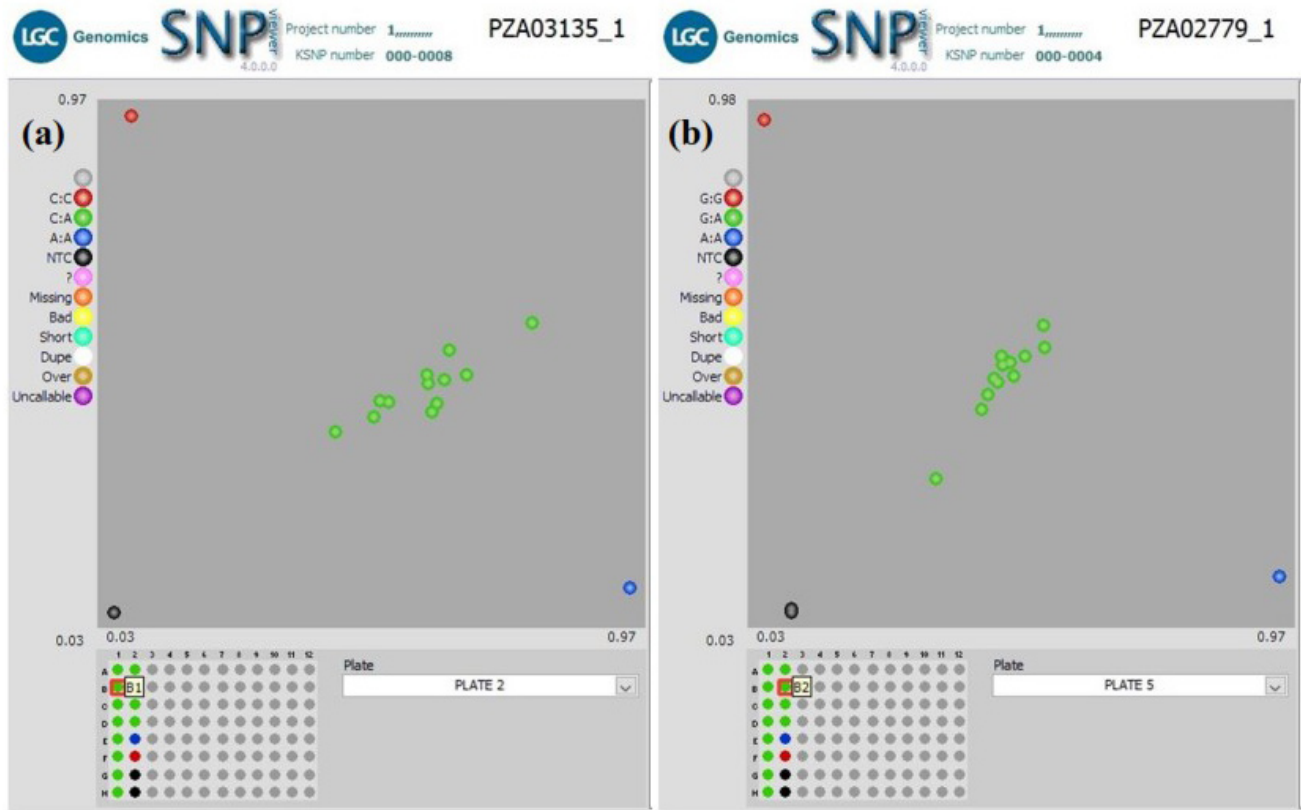 LGC Genomics SNP viewer 4.0.0.0 Project number 1,,,,,,,,,,, PZA03135_1
KSNP number 000-0008
0.97
(a)
C:C
C:A
A:A
NTC
?
Missing
Bad
Short
Dupe
Over
Uncallable
0.03 0.03 0.97
1 2 3 4 5 6 7 8 9 10 11 12
Plate
A
B B1 PLATE 2
C
D
E
F
G
H
LGC Genomics SNP viewer 4.0.0.0 Project number 1,,,,,,,,,,, PZA02779_1
KSNP number 000-0004
0.98
(b)
G:G
G:A
A:A
NTC
?
Missing
Bad
Short
Dupe
Over
Uncallable
0.03 0.03 0.97
1 2 3 4 5 6 7 8 9 10 11 12
Plate
A
B B2 PLATE 5
C
D
E
F
G
H